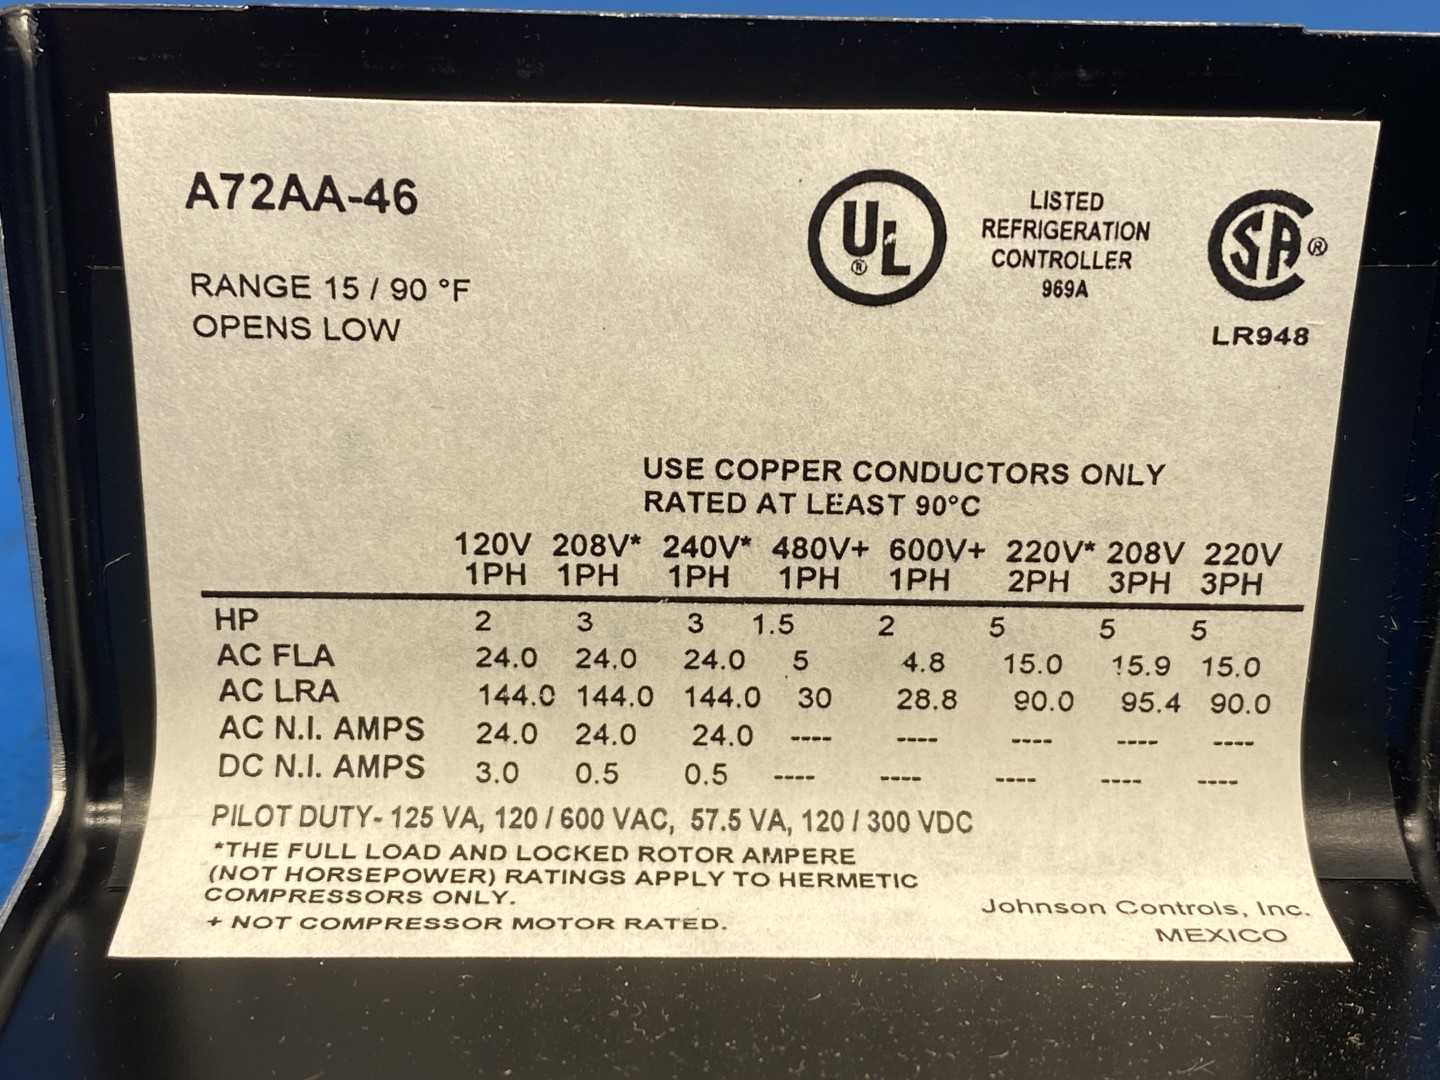 A72AA-46
RANGE 15 / 90 °F
OPENS LOW
UL ®
LISTED
REFRIGERATION
CONTROLLER
969A
SA ®
LR948
USE COPPER CONDUCTORS ONLY
RATED AT LEAST 90°C
120V 208V* 240V* 480V+ 600V+ 220V* 208V 220V
1PH 1PH 1PH 1PH 1PH 2PH 3PH 3PH
HP 2 3 3 1.5 2 5 5 5
AC FLA 24.0 24.0 24.0 5 4.8 15.0 15.9 15.0
AC LRA 144.0 144.0 144.0 30 28.8 90.0 95.4 90.0
AC N.I. AMPS 24.0 24.0 24.0 ---- ---- ---- ---- ----
DC N.I. AMPS 3.0 0.5 0.5 ---- ---- ---- ---- ----
PILOT DUTY- 125 VA, 120 / 600 VAC, 57.5 VA, 120 / 300 VDC
*THE FULL LOAD AND LOCKED ROTOR AMPERE
(NOT HORSEPOWER) RATINGS APPLY TO HERMETIC
COMPRESSORS ONLY.
+ NOT COMPRESSOR MOTOR RATED.
Johnson Controls, Inc.
MEXICO